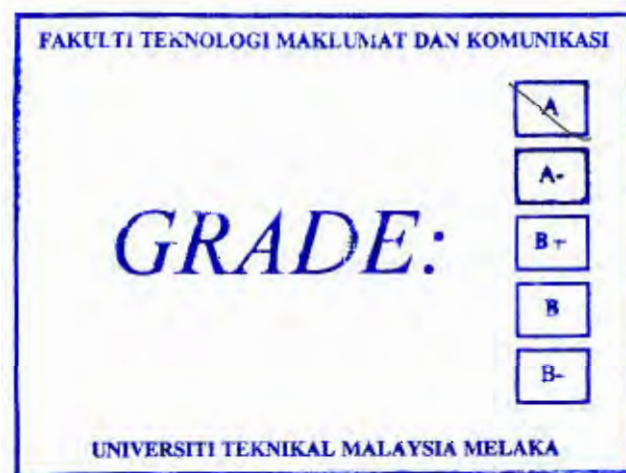 FAKULTI TEKNOLOGI MAKLUMAT DAN KOMUNIKASI
A
A-
GRADE:
B+
B
B-
UNIVERSITI TEKNIKAL MALAYSIA MELAKA